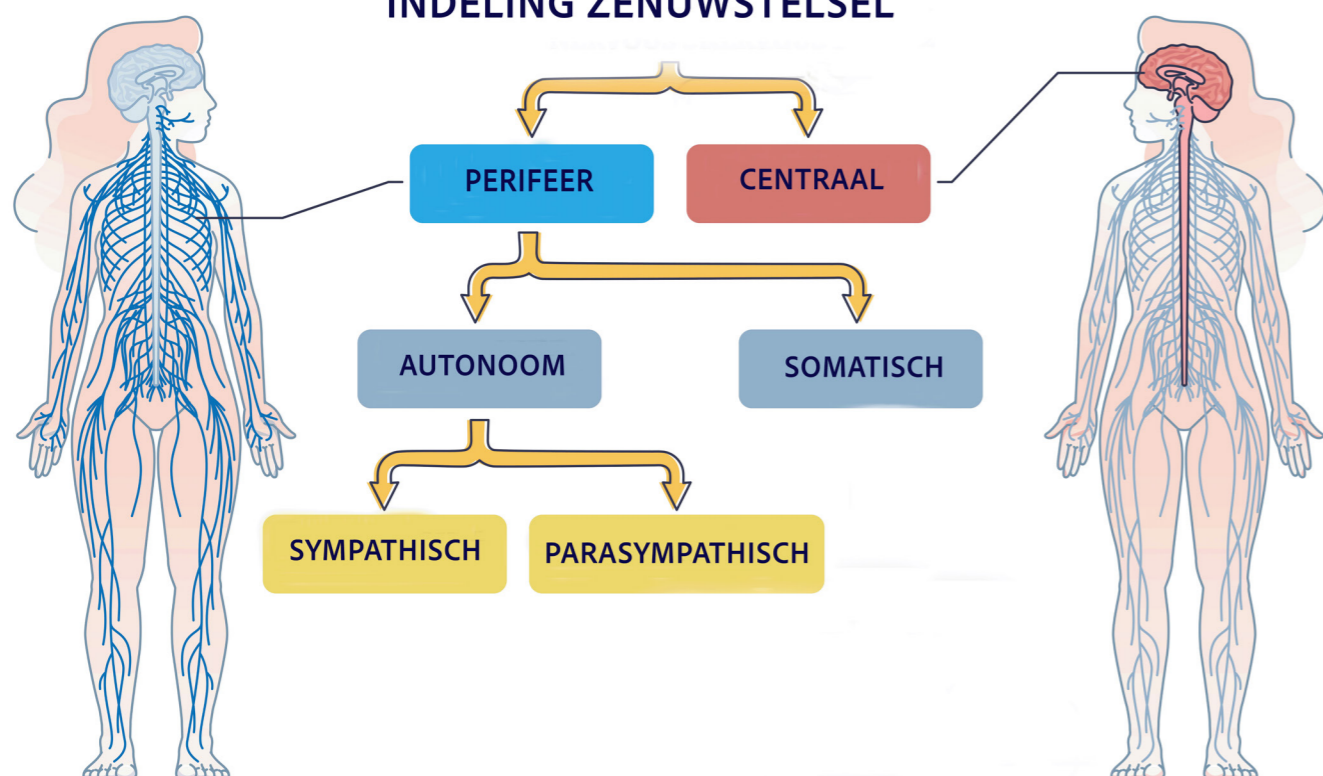 INDELING ZENUWSTELSEL
PERIFEER
CENTRAAL
AUTONOOM
SOMATISCH
SYMPATHISCH
PARASYMPATHISCH